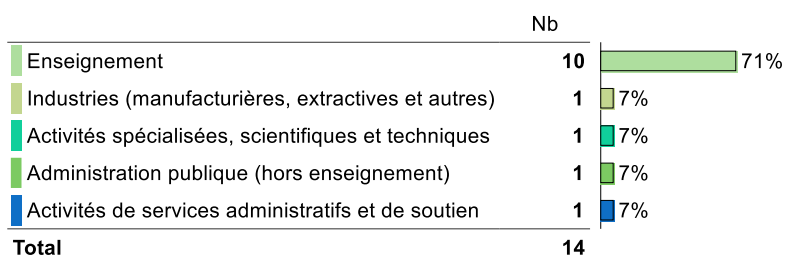 Nb
Enseignement 10 71%
Industries (manufacturières, extractives et autres) 1 7%
Activités spécialisées, scientifiques et techniques 1 7%
Administration publique (hors enseignement) 1 7%
Activités de services administratifs et de soutien 1 7%
Total 14